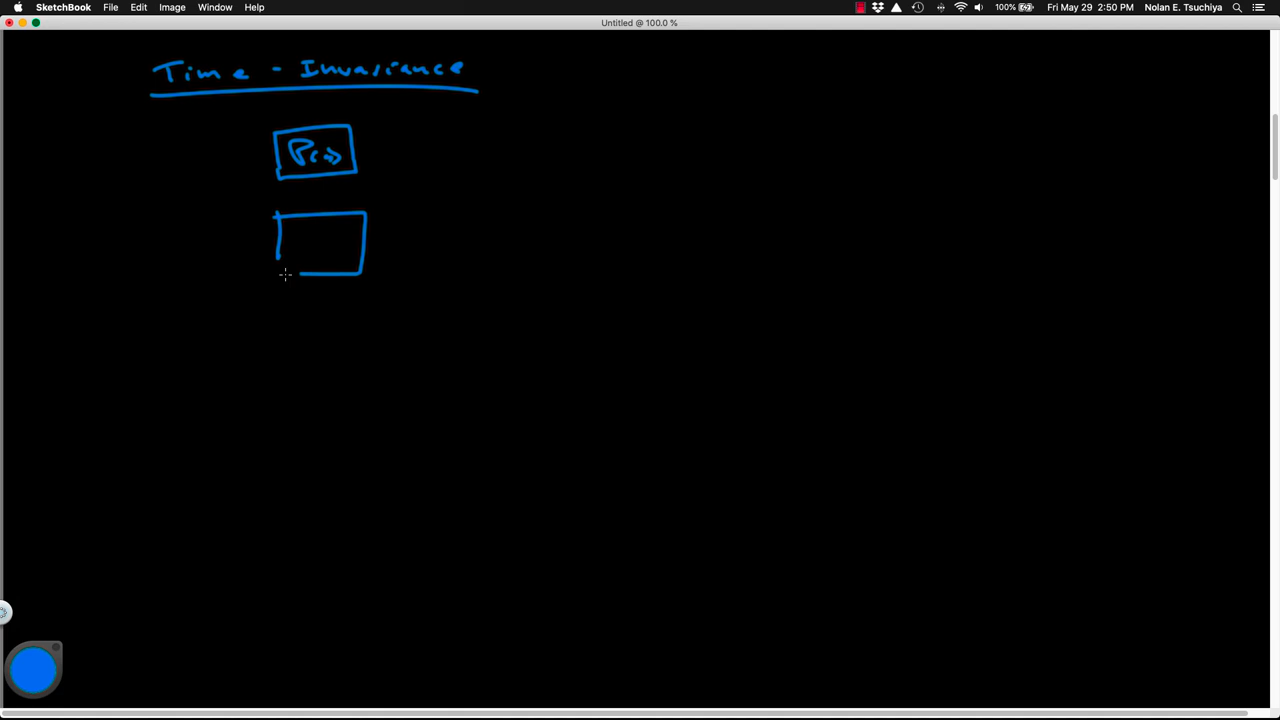 SketchBook File Edit Image Window Help 100% Fri May 29 2:50 PM Nolan E. Tsuchiya
Untitled @ 100.0 %
Time - Invariance
P(s)